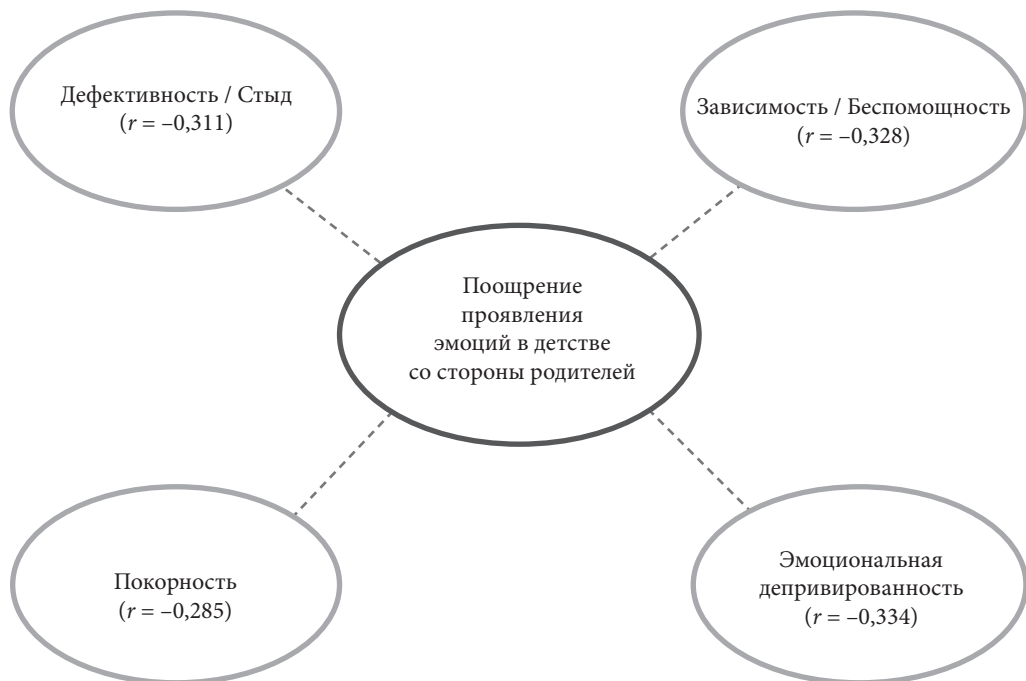 Дефективность / Стыд
(r = –0,311)
Зависимость / Беспомощность
(r = –0,328)
Поощрение
проявления
эмоций в детстве
со стороны родителей
Покорность
(r = –0,285)
Эмоциональная
депривированность
(r = –0,334)